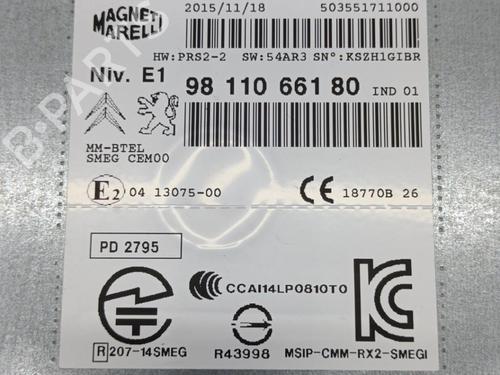 MAGNETI
MARELLI
2015/11/18 503551711000
HW:PRS2-2 SW:54AR3 SN°:KSZH1GIBR
Niv. E1 98 110 661 80 IND 01
MM-BTEL
SMEG CEM00
E2 04 13075-00 CE 18770B 26
PD 2795
CCAI14LP0810T0
R 207-14SMEG R43998 MSIP-CMM-RX2-SMEGI
B-PARTS